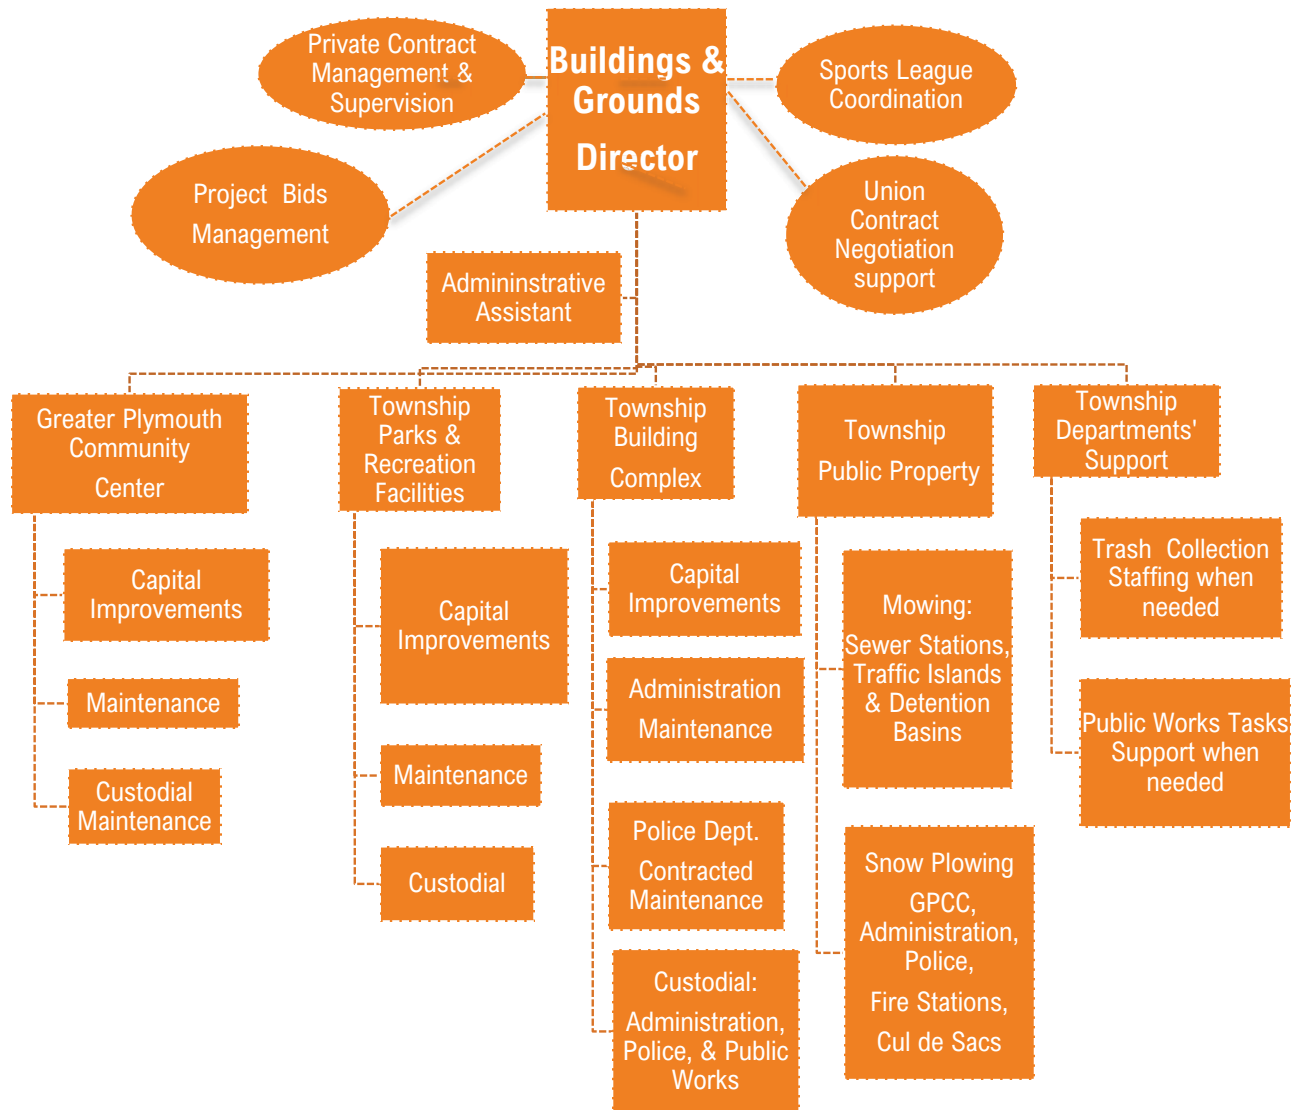 Private Contract
Management &
Supervision
Buildings &
Grounds
Director
Sports League
Coordination
Project Bids
Management
Union
Contract
Negotiation
support
Admininstrative
Assistant
Greater Plymouth
Community
Center
Township
Parks &
Recreation
Facilities
Township
Building
Complex
Township
Public Property
Township
Departments'
Support
Capital
Improvements
Maintenance
Custodial
Maintenance
Capital
Improvements
Maintenance
Custodial
Capital
Improvements
Administration
Maintenance
Police Dept.
Contracted
Maintenance
Custodial:
Administration,
Police, & Public
Works
Mowing:
Sewer Stations,
Traffic Islands
& Detention
Basins
Snow Plowing
GPCC,
Administration,
Police,
Fire Stations,
Cul de Sacs
Trash Collection
Staffing when
needed
Public Works Tasks
Support when
needed